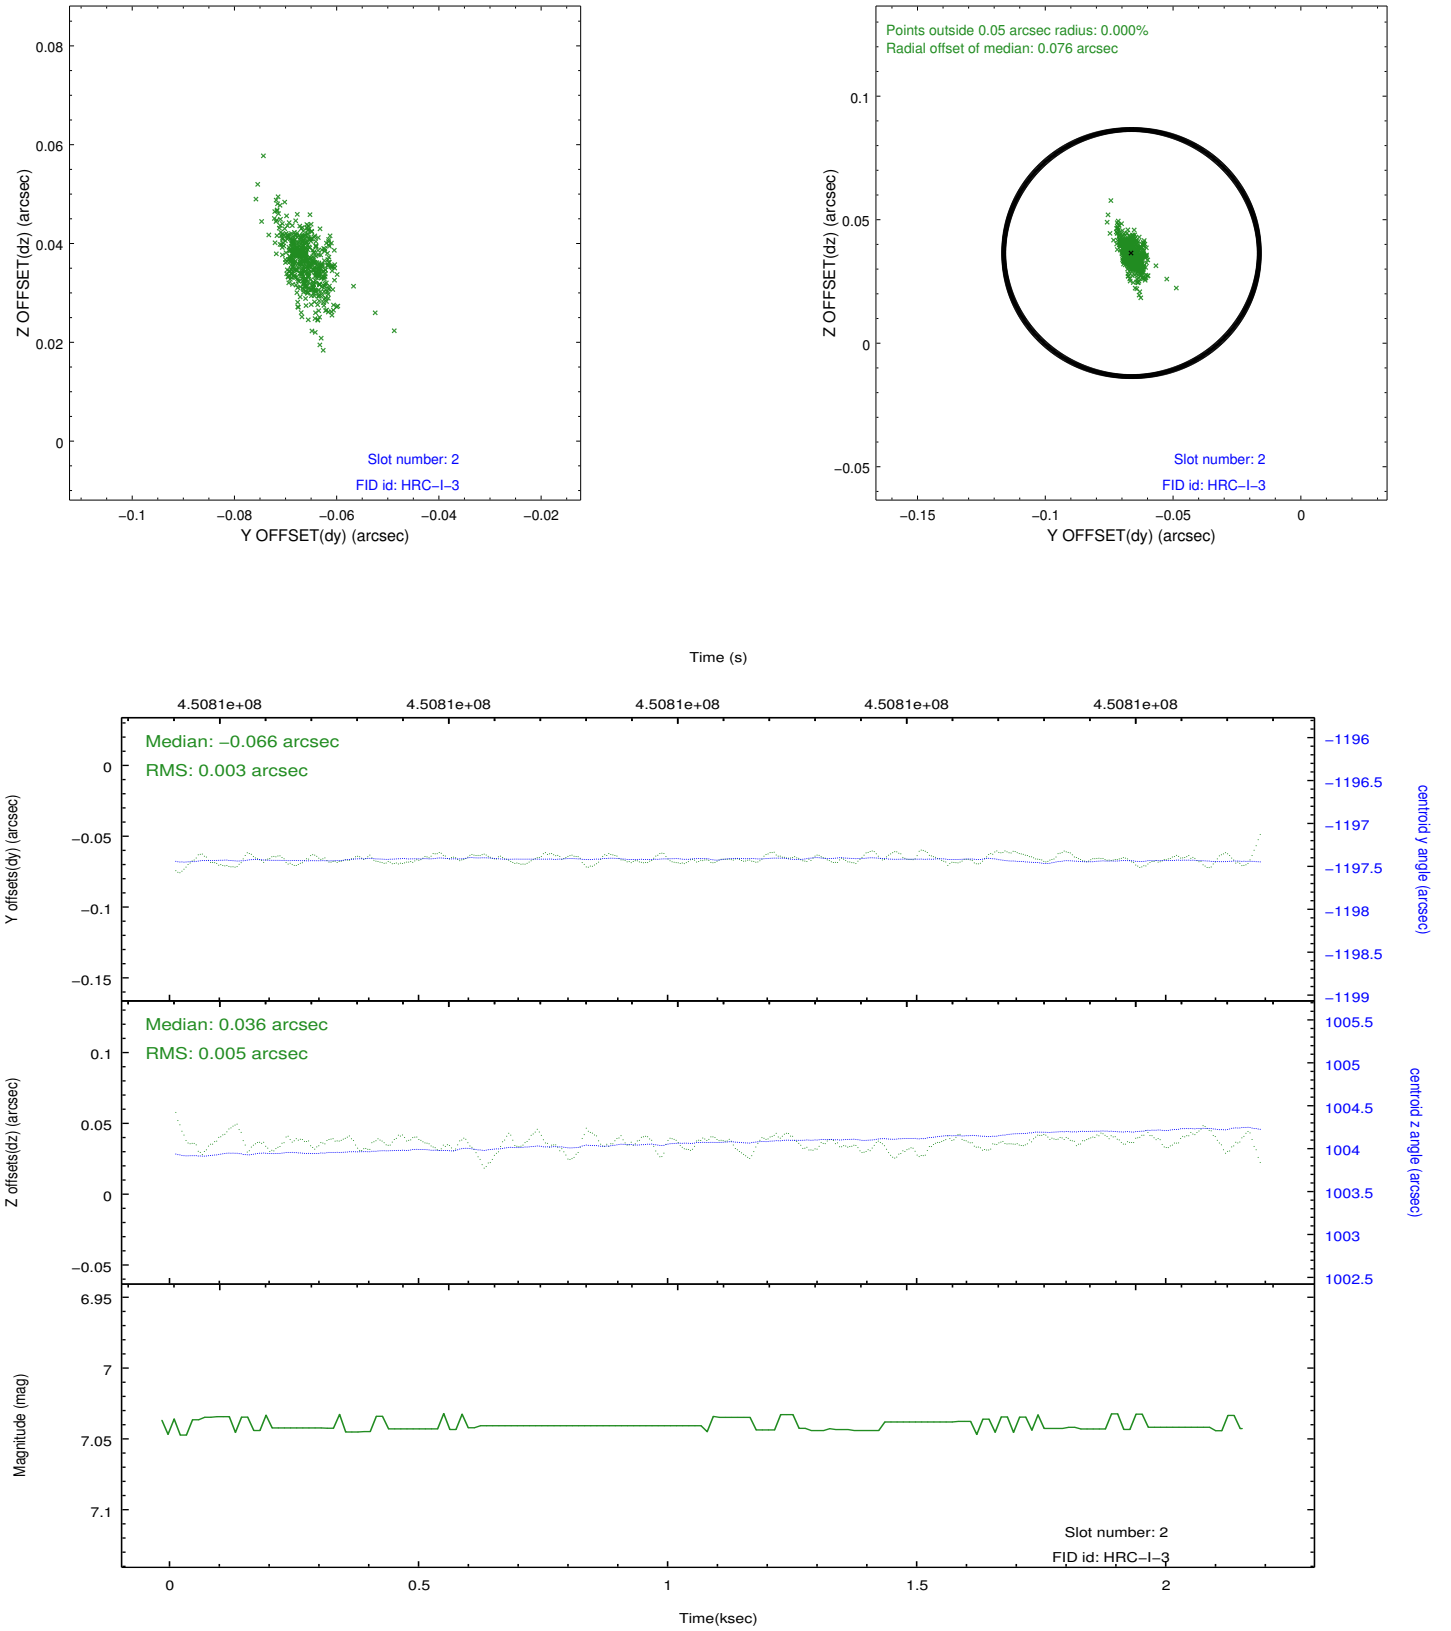 0.08
0.06
0.04
0.02
0
Z OFFSET(dz) (arcsec)
Slot number: 2
FID id: HRC−I−3
−0.1
−0.08
−0.06
−0.04
−0.02
Y OFFSET(dy) (arcsec)
Points outside 0.05 arcsec radius: 0.000%
Radial offset of median: 0.076 arcsec
0.1
0.05
0
−0.05
Z OFFSET(dz) (arcsec)
Slot number: 2
FID id: HRC−I−3
−0.15
−0.1
−0.05
0
Y OFFSET(dy) (arcsec)
Time (s)
4.5081e+08
4.5081e+08
4.5081e+08
4.5081e+08
4.5081e+08
Median: −0.066 arcsec
RMS: 0.003 arcsec
0
−0.05
−0.1
−0.15
Y offsets(dy) (arcsec)
−1196
−1196.5
−1197
−1197.5
−1198
−1198.5
−1199
centroid y angle (arcsec)
Median: 0.036 arcsec
RMS: 0.005 arcsec
0.1
0.05
0
−0.05
Z offsets(dz) (arcsec)
1005.5
1005
1004.5
1004
1003.5
1003
1002.5
centroid z angle (arcsec)
6.95
7
7.05
7.1
Magnitude (mag)
Slot number: 2
FID id: HRC−I−3
0
0.5
1
1.5
2
Time(ksec)